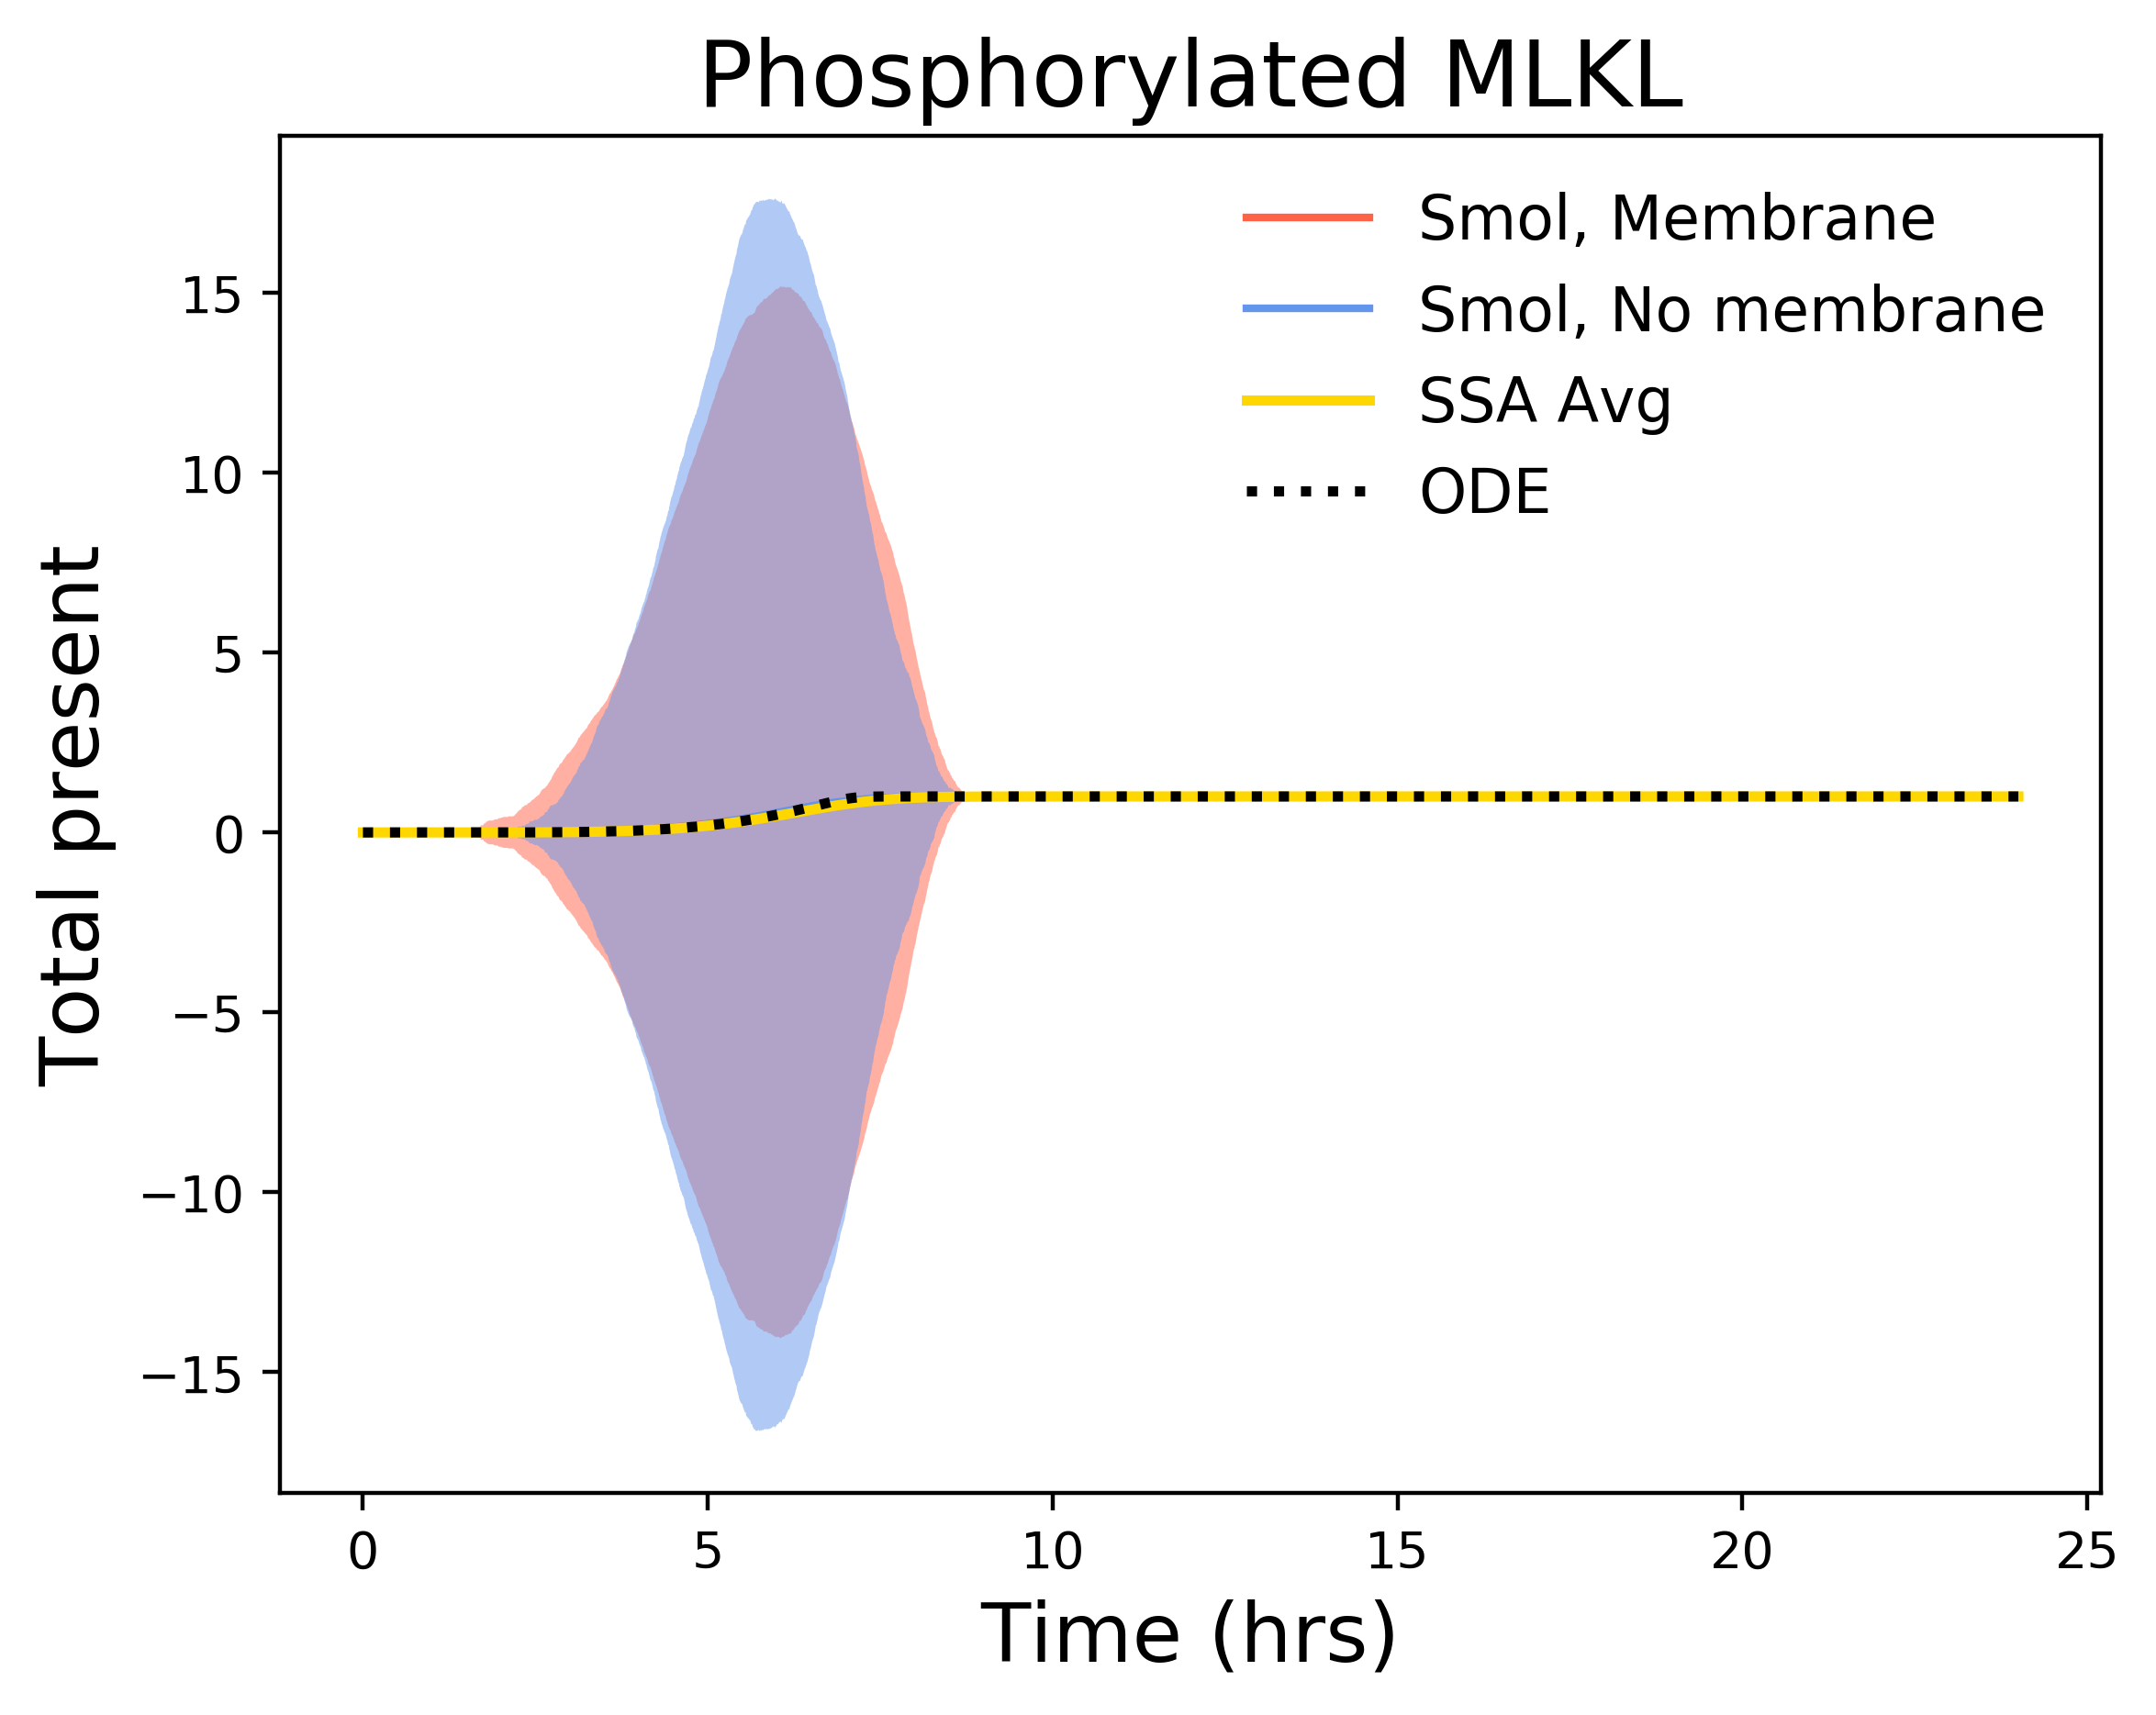 Phosphorylated MLKL
Smol, Membrane
Smol, No membrane
SSA Avg
ODE
Total present
15
10
5
0
−5
−10
−15
0 5 10 15 20 25
Time (hrs)